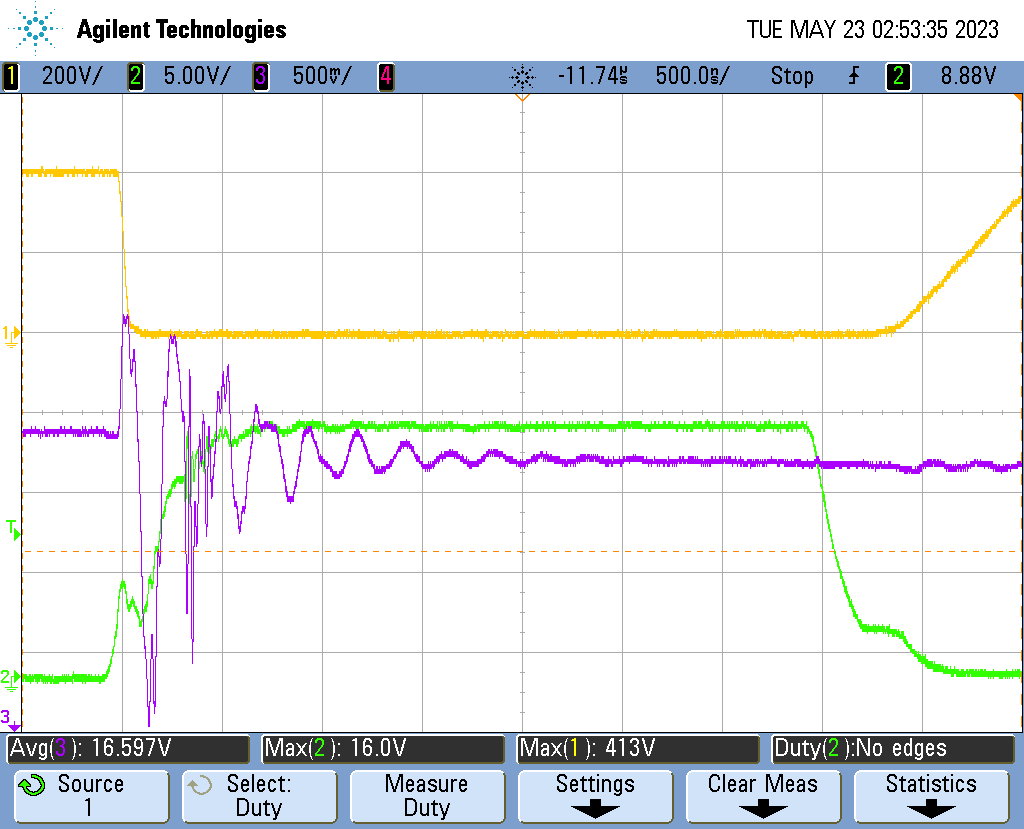 Agilent Technologies
TUE MAY 23 02:53:35 2023
1 200V/ 2 5.00V/ 3 500mV/ 4 -11.74µs 500.0ns/ Stop 2 8.88V
1
T
2
3
Avg(3): 16.597V Max(2): 16.0V Max(1): 413V Duty(2):No edges
Source Select: Measure Settings Clear Meas Statistics
1 Duty Duty